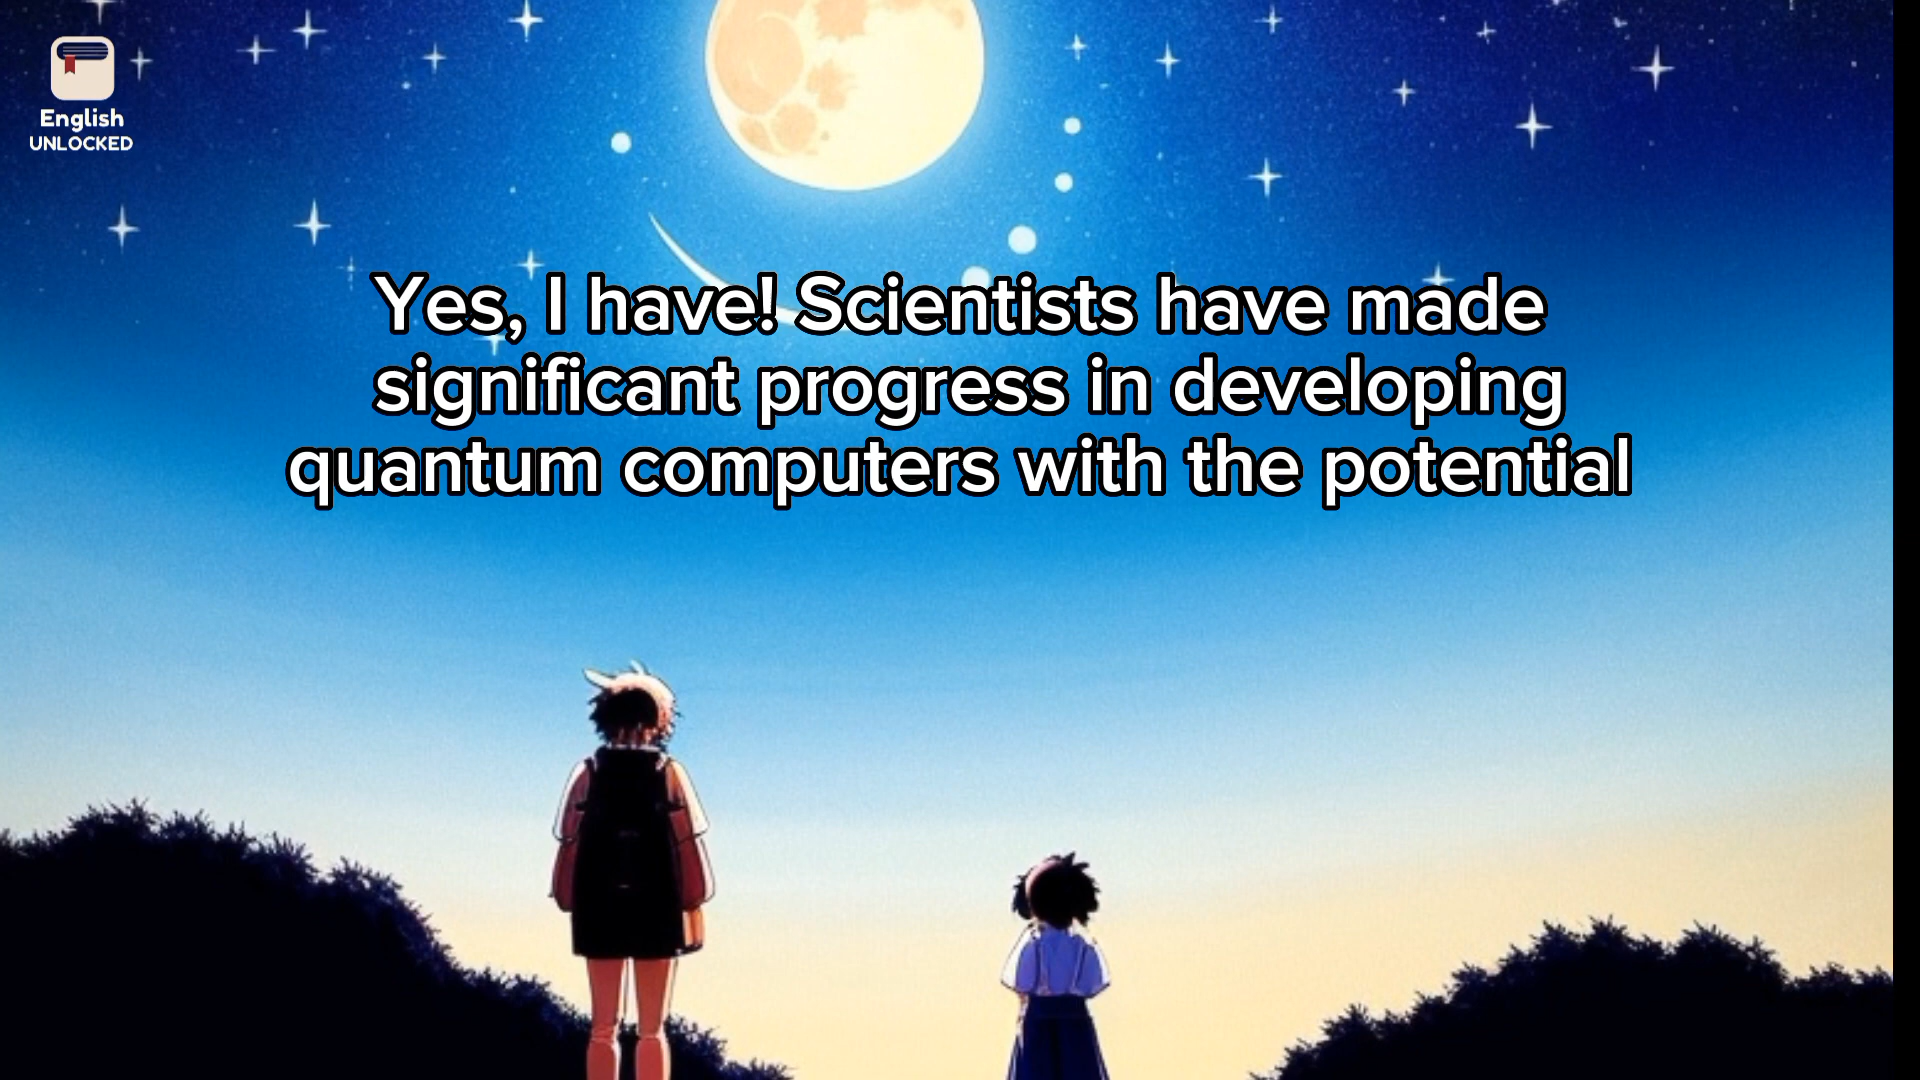 English
UNLOCKED
Yes, I have! Scientists have made
significant progress in developing
quantum computers with the potential